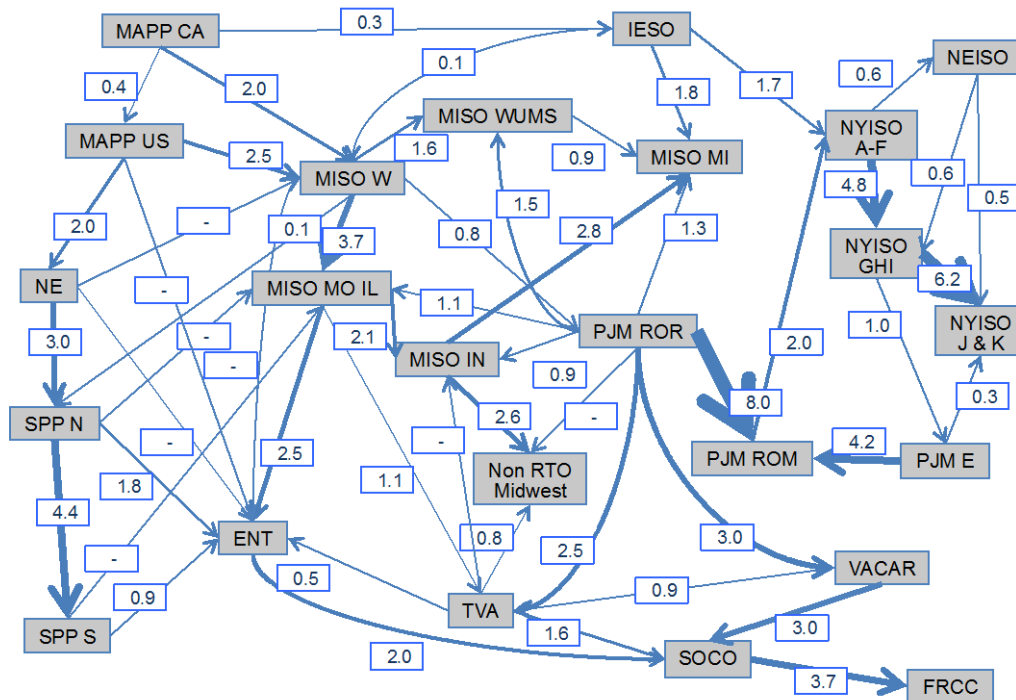 MAPP CA
0.3
IESO
NEISO
0.4
2.0
0.1
1.8
1.7
0.6
MAPP US
MISO WUMS
NYISO
A-F
2.5
1.6
0.9
MISO MI
MISO W
4.8
0.6
0.5
2.0
-
0.1
3.7
0.8
1.5
2.8
1.3
NYISO
GHI
6.2
NE
-
MISO MO IL
1.1
1.0
NYISO
J & K
3.0
-
2.1
MISO IN
PJM ROR
2.0
-
0.9
0.3
SPP N
2.6
-
8.0
-
2.5
-
4.2
PJM ROM
PJM E
1.8
1.1
Non RTO
Midwest
4.4
ENT
0.8
2.5
3.0
-
0.5
VACAR
0.9
TVA
0.9
SPP S
1.6
3.0
2.0
SOCO
3.7
FRCC